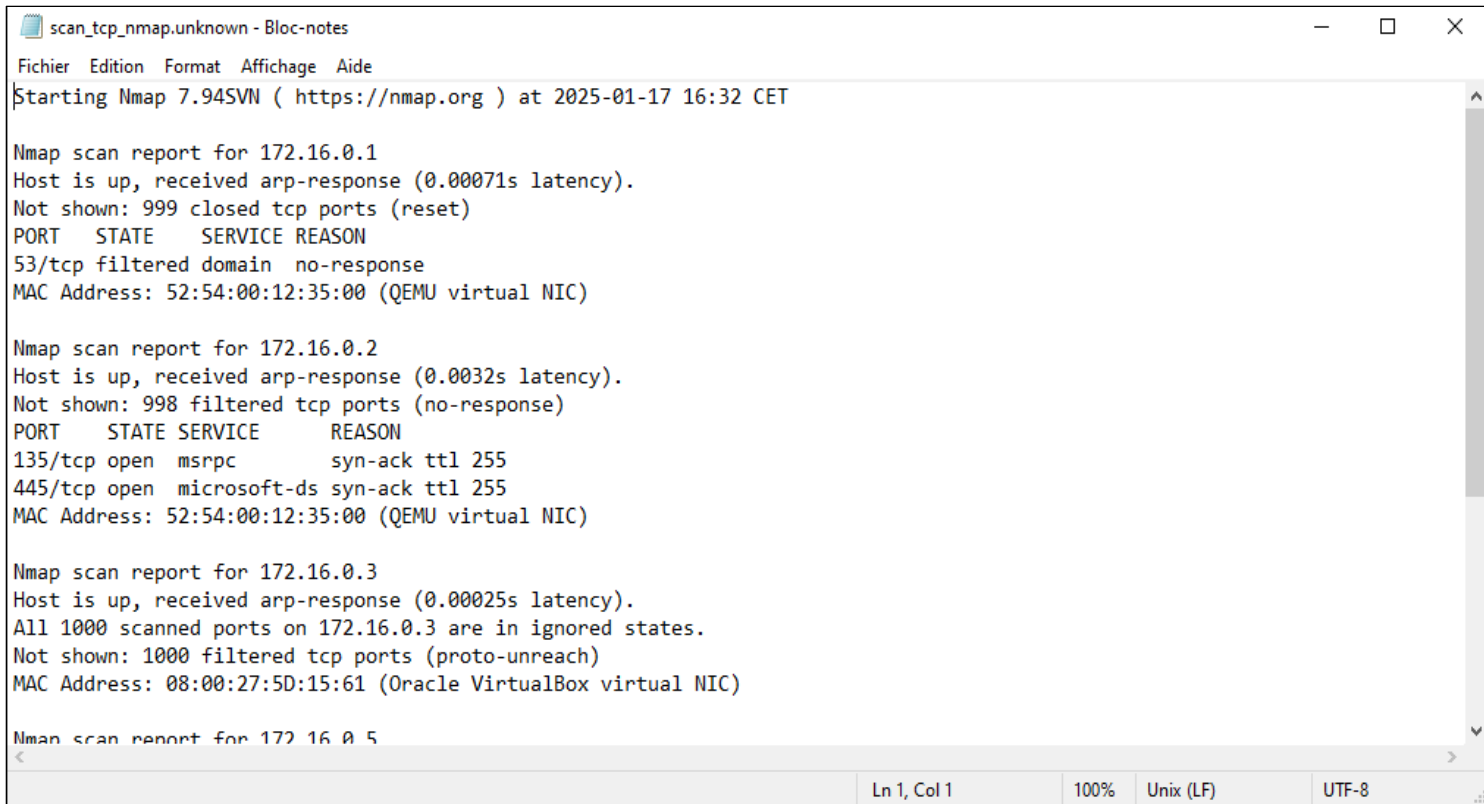 scan_tcp_nmap.unknown - Bloc-notes
Fichier Edition Format Affichage Aide
Starting Nmap 7.94SVN ( https://nmap.org ) at 2025-01-17 16:32 CET
Nmap scan report for 172.16.0.1
Host is up, received arp-response (0.00071s latency).
Not shown: 999 closed tcp ports (reset)
PORT   STATE    SERVICE REASON
53/tcp filtered domain  no-response
MAC Address: 52:54:00:12:35:00 (QEMU virtual NIC)
Nmap scan report for 172.16.0.2
Host is up, received arp-response (0.0032s latency).
Not shown: 998 filtered tcp ports (no-response)
PORT    STATE SERVICE      REASON
135/tcp open  msrpc        syn-ack ttl 255
445/tcp open  microsoft-ds syn-ack ttl 255
MAC Address: 52:54:00:12:35:00 (QEMU virtual NIC)
Nmap scan report for 172.16.0.3
Host is up, received arp-response (0.00025s latency).
All 1000 scanned ports on 172.16.0.3 are in ignored states.
Not shown: 1000 filtered tcp ports (proto-unreach)
MAC Address: 08:00:27:5D:15:61 (Oracle VirtualBox virtual NIC)
Nmap scan report for 172.16.0.5
Ln 1, Col 1 100% Unix (LF) UTF-8